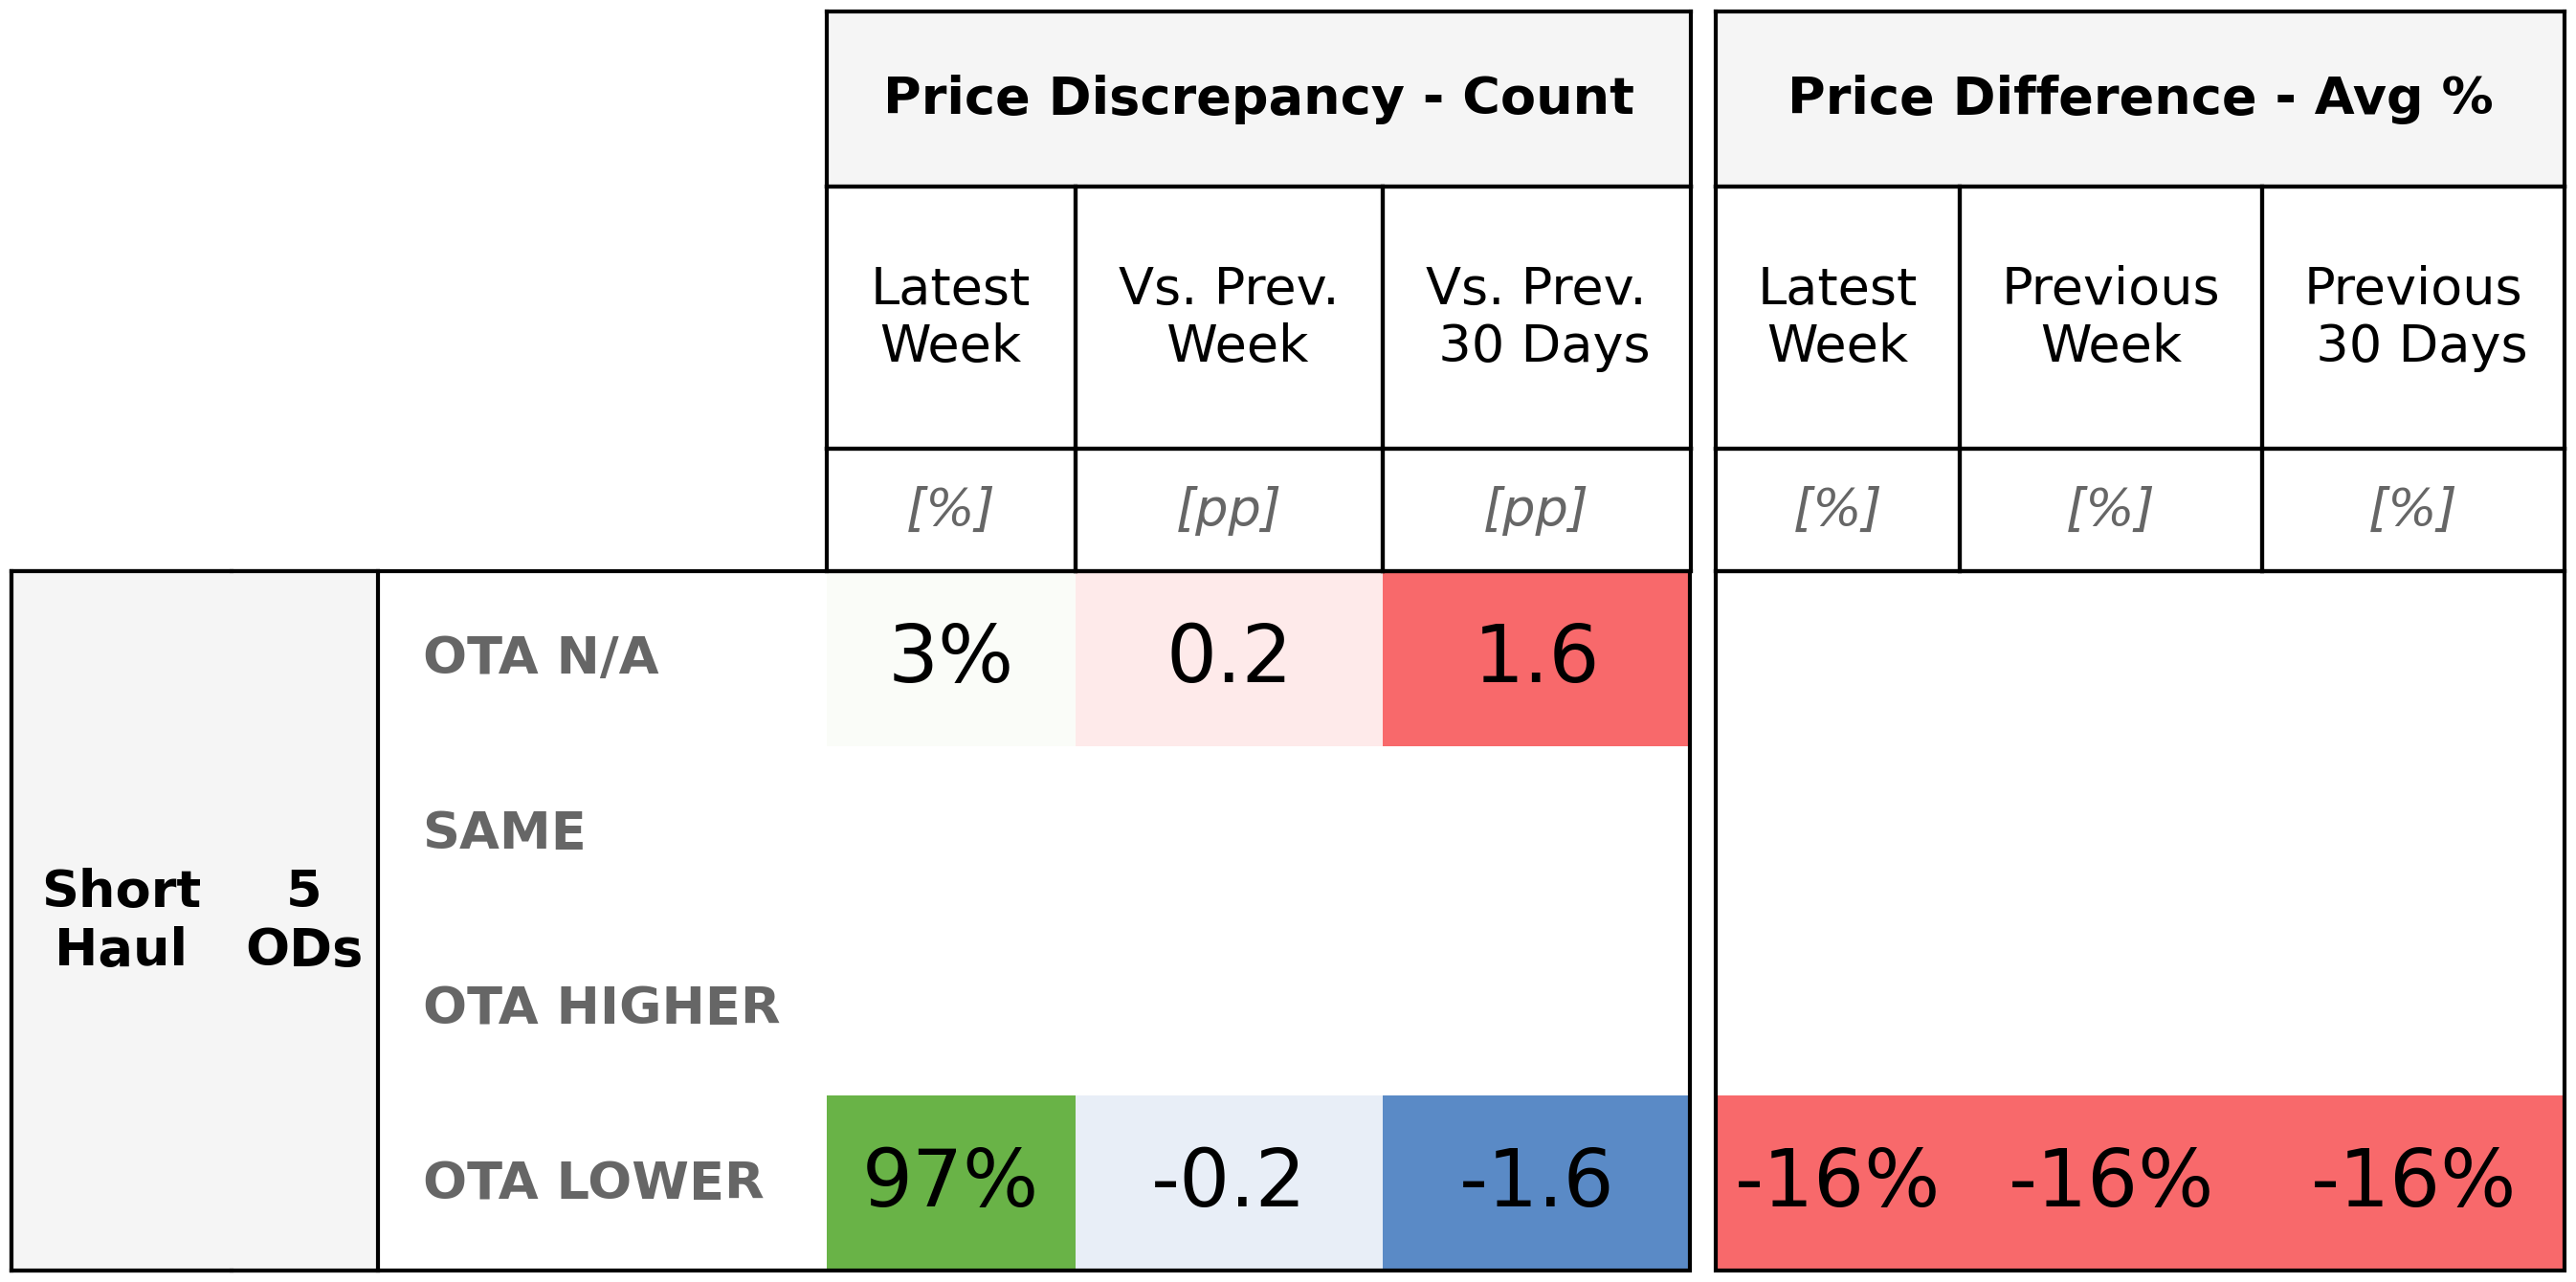 Price Discrepancy - Count
Price Difference - Avg %
Latest Week
Vs. Prev. Week
Vs. Prev. 30 Days
Latest Week
Previous Week
Previous 30 Days
[%]
[pp]
[pp]
[%]
[%]
[%]
Short Haul
5 ODs
OTA N/A
3%
0.2
1.6
SAME
OTA HIGHER
OTA LOWER
97%
-0.2
-1.6
-16%
-16%
-16%